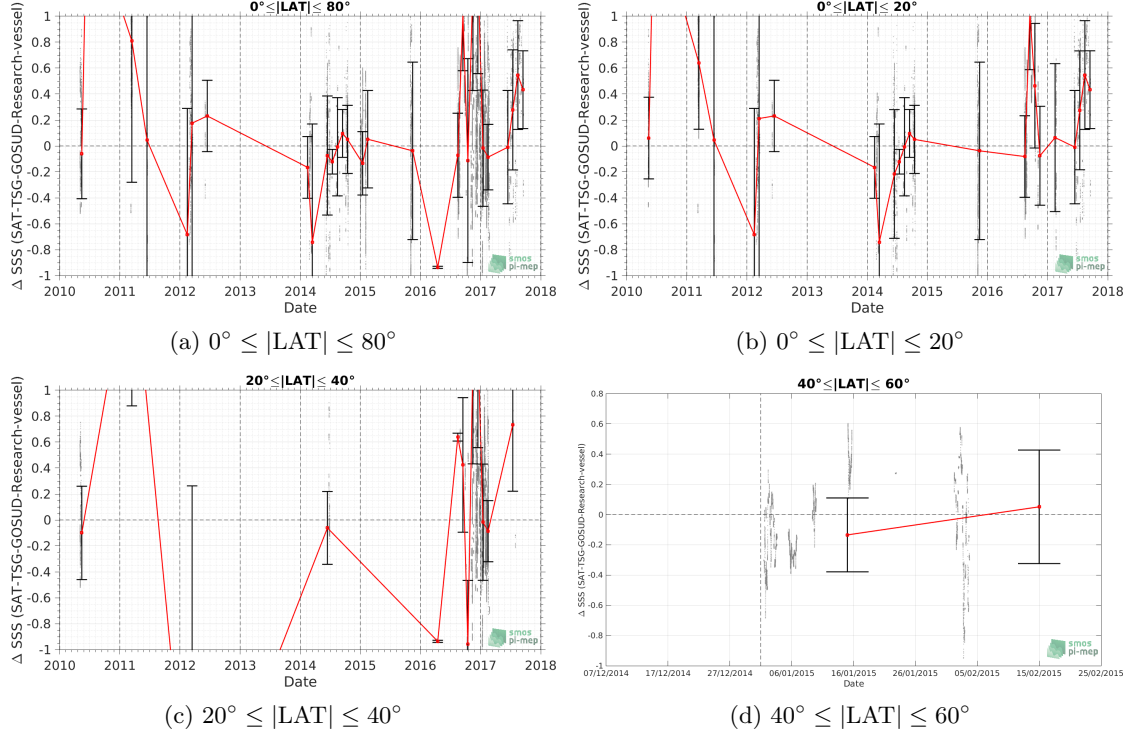 0°≤|LAT|≤ 80°
Δ SSS (SAT-TSG-GOSUD-Research-vessel)
1
0.8
0.6
0.4
0.2
0
-0.2
-0.4
-0.6
-0.8
-1
2010 2011 2012 2013 2014 2015 2016 2017 2018
Date
smos
pi-mep
(a) 0° ≤ |LAT| ≤ 80°
0°≤|LAT|≤ 20°
Δ SSS (SAT-TSG-GOSUD-Research-vessel)
1
0.8
0.6
0.4
0.2
0
-0.2
-0.4
-0.6
-0.8
-1
2010 2011 2012 2013 2014 2015 2016 2017 2018
Date
smos
pi-mep
(b) 0° ≤ |LAT| ≤ 20°
20°≤|LAT|≤ 40°
Δ SSS (SAT-TSG-GOSUD-Research-vessel)
1
0.8
0.6
0.4
0.2
0
-0.2
-0.4
-0.6
-0.8
-1
2010 2011 2012 2013 2014 2015 2016 2017 2018
Date
smos
pi-mep
(c) 20° ≤ |LAT| ≤ 40°
40°≤|LAT|≤ 60°
Δ SSS (SAT-TSG-GOSUD-Research-vessel)
0.8
0.6
0.4
0.2
0
-0.2
-0.4
-0.6
-0.8
-1
07/12/2014 17/12/2014 27/12/2014 06/01/2015 16/01/2015 26/01/2015 05/02/2015 15/02/2015 25/02/2015
Date
smos
pi-mep
(d) 40° ≤ |LAT| ≤ 60°